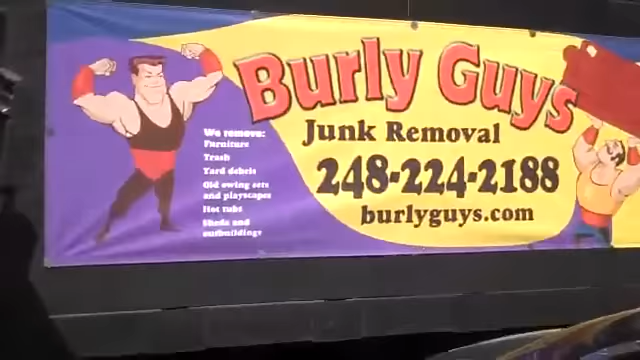 Burly Guys
Junk Removal
248-224-2188
burlyguys.com
We remove:
Furniture
Trash
Yard debris
Old swing sets
and playscapes
Hot tubs
Sheds and
outbuildings